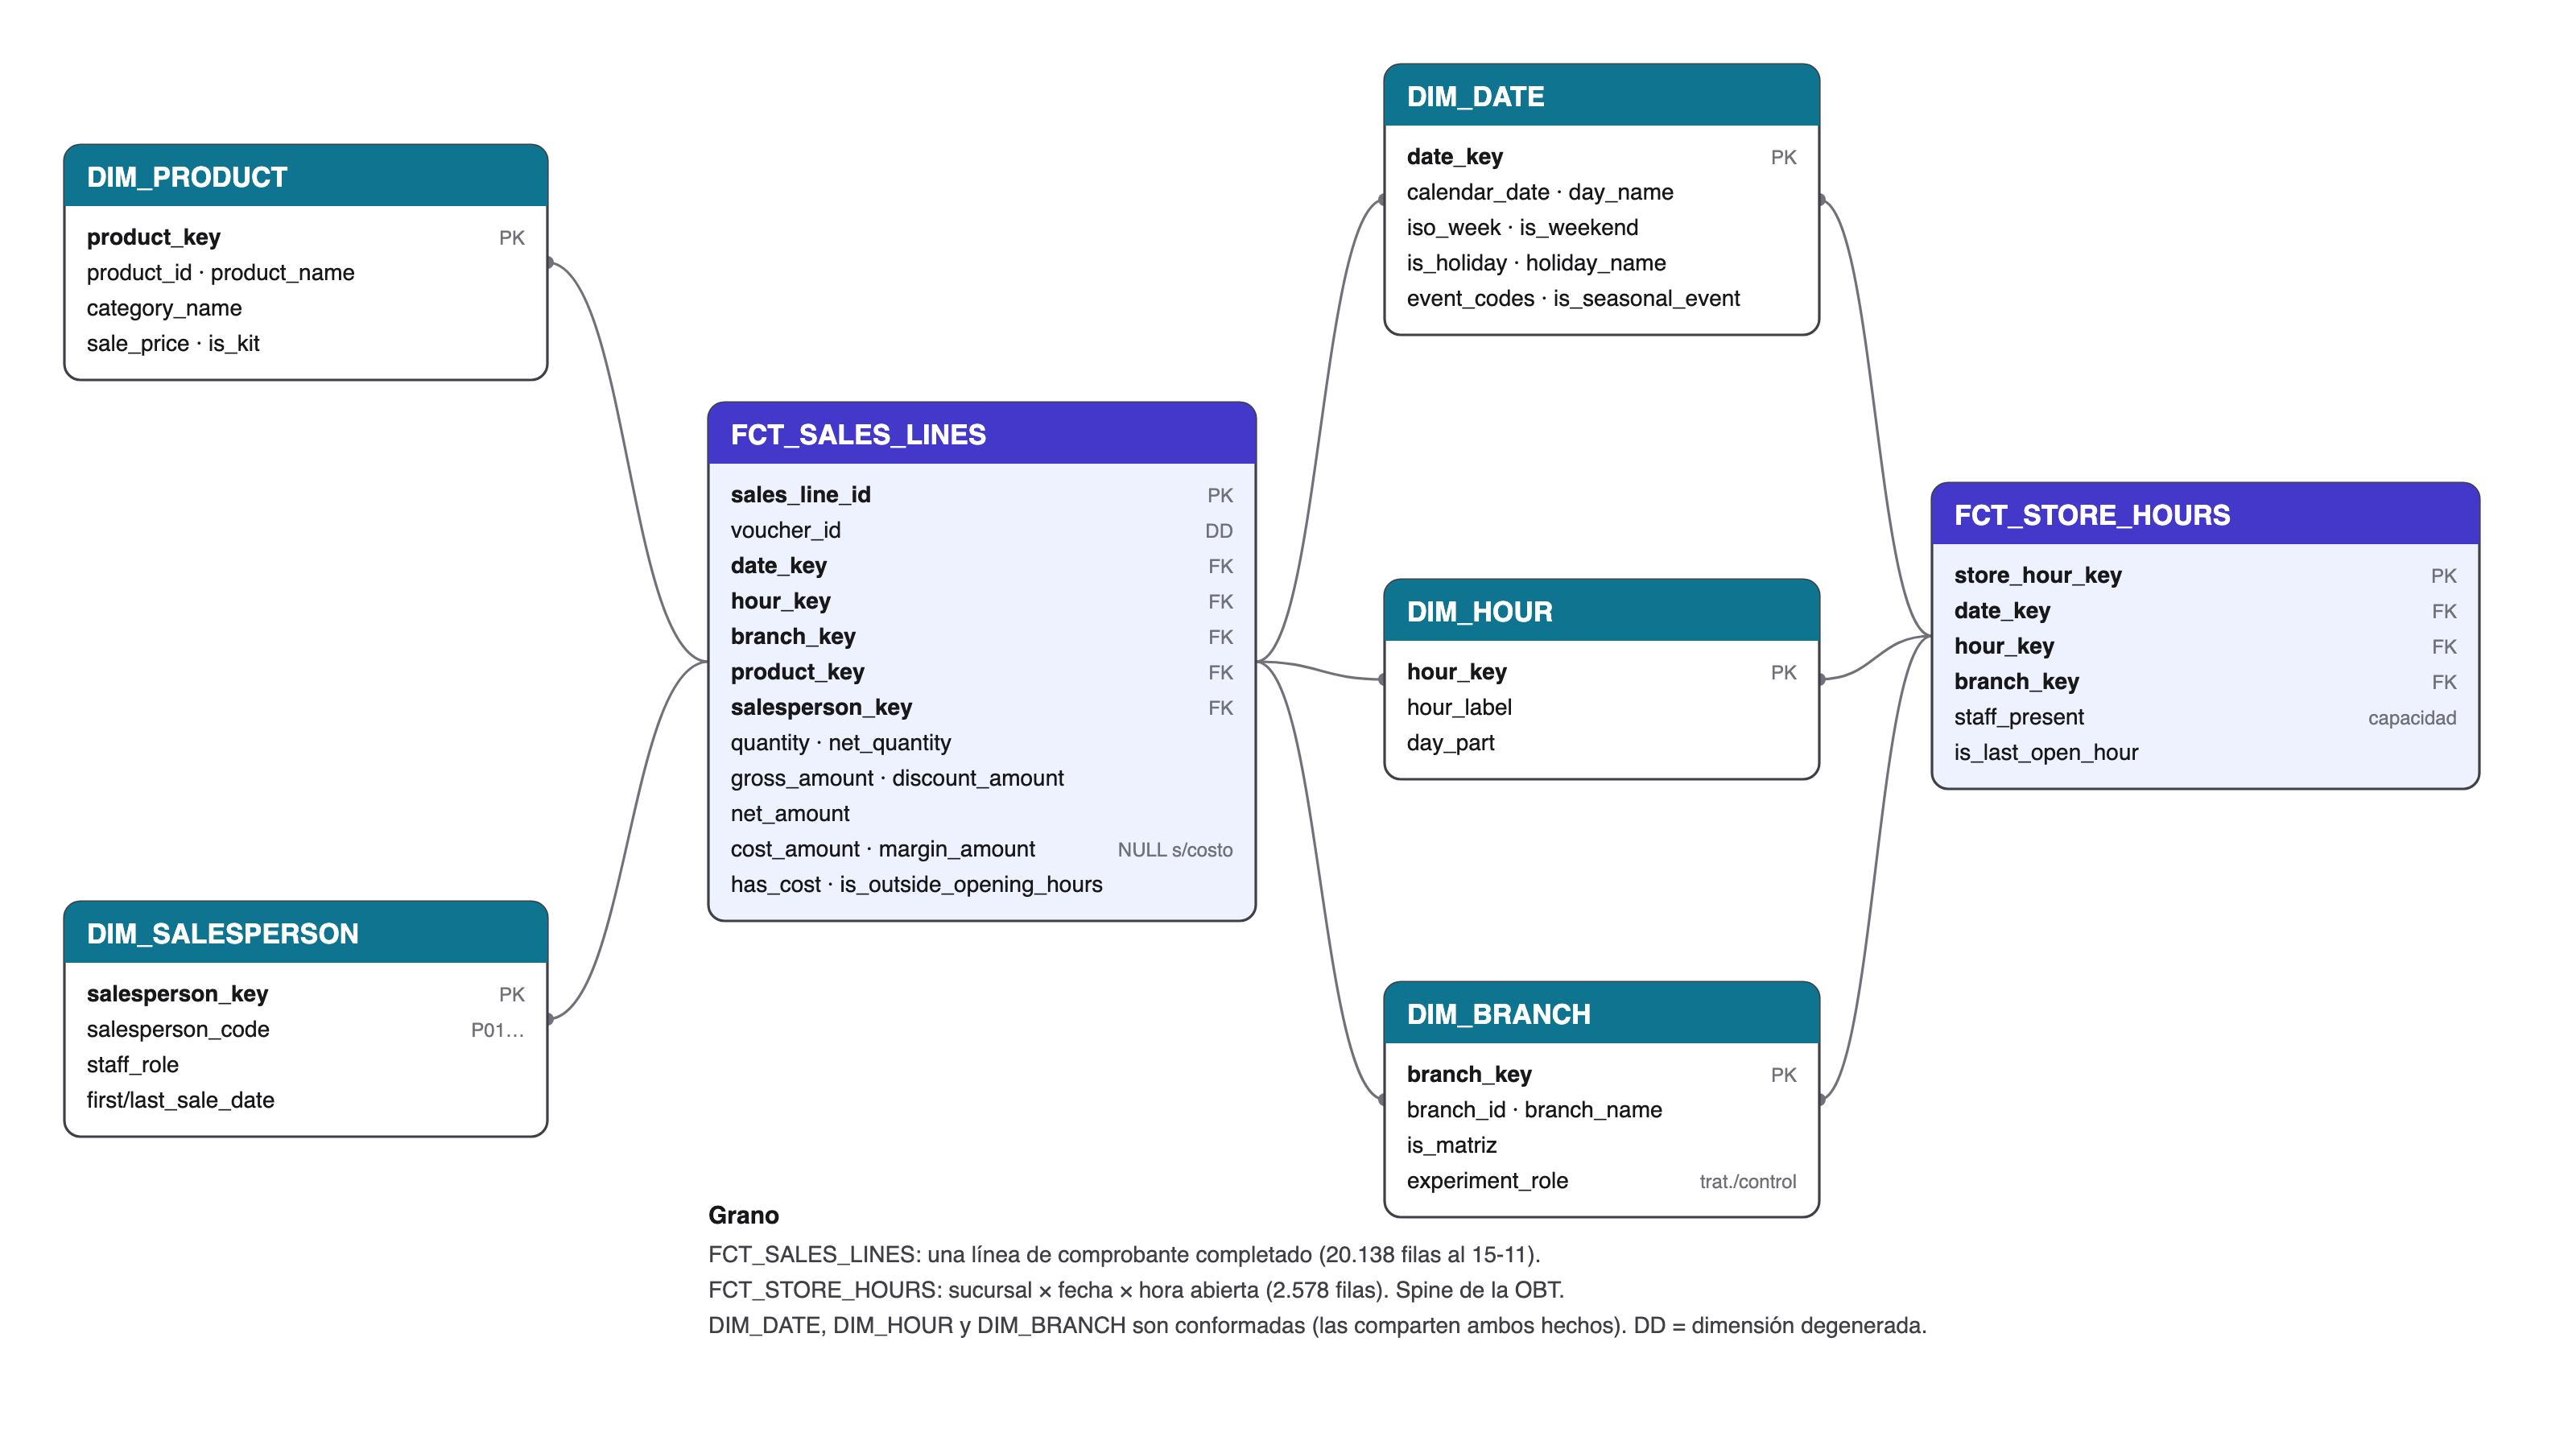 DIM_PRODUCT
product_key PK
product_id · product_name
category_name
sale_price · is_kit
DIM_SALESPERSON
salesperson_key PK
salesperson_code P01...
staff_role
first/last_sale_date
FCT_SALES_LINES
sales_line_id PK
voucher_id DD
date_key FK
hour_key FK
branch_key FK
product_key FK
salesperson_key FK
quantity · net_quantity
gross_amount · discount_amount
net_amount
cost_amount · margin_amount NULL s/costo
has_cost · is_outside_opening_hours
DIM_DATE
date_key PK
calendar_date · day_name
iso_week · is_weekend
is_holiday · holiday_name
event_codes · is_seasonal_event
DIM_HOUR
hour_key PK
hour_label
day_part
DIM_BRANCH
branch_key PK
branch_id · branch_name
is_matriz
experiment_role trat./control
FCT_STORE_HOURS
store_hour_key PK
date_key FK
hour_key FK
branch_key FK
staff_present capacidad
is_last_open_hour
Grano
FCT_SALES_LINES: una línea de comprobante completado (20.138 filas al 15-11).
FCT_STORE_HOURS: sucursal × fecha × hora abierta (2.578 filas). Spine de la OBT.
DIM_DATE, DIM_HOUR y DIM_BRANCH son conformadas (las comparten ambos hechos). DD = dimensión degenerada.